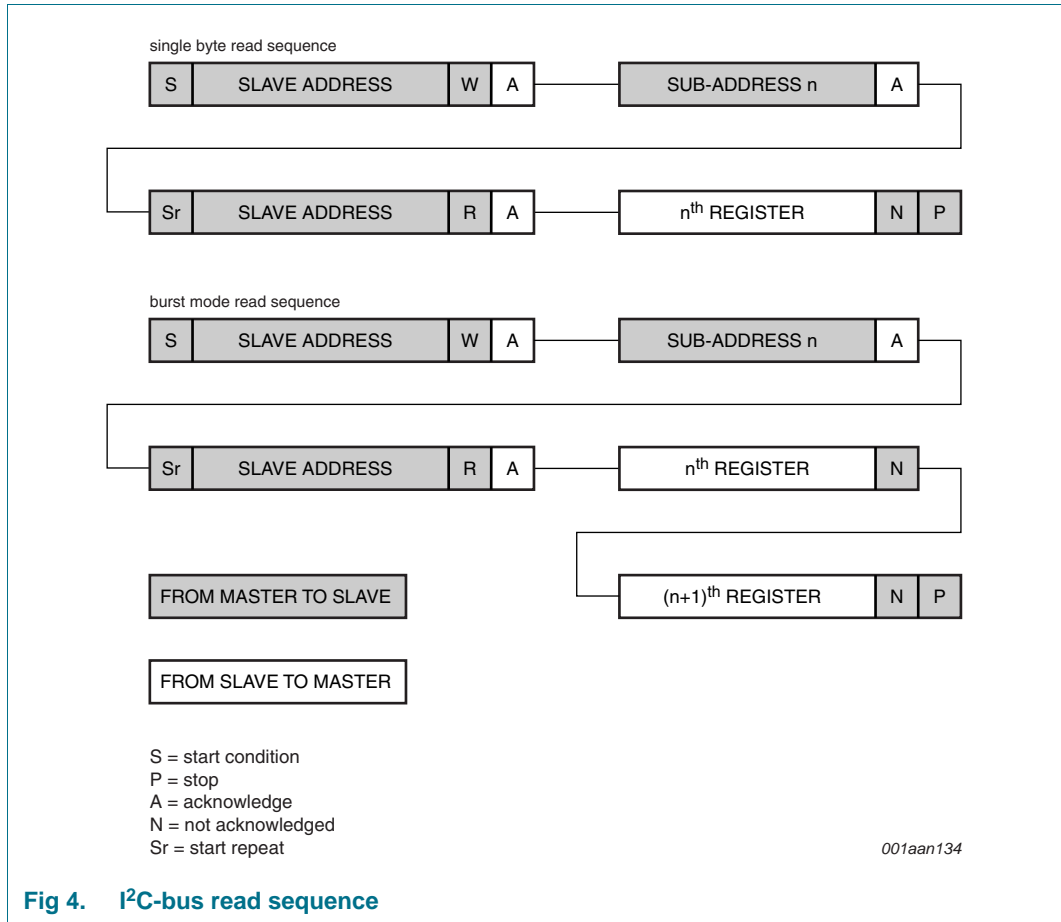 single byte read sequence
S SLAVE ADDRESS W A SUB-ADDRESS n A
Sr SLAVE ADDRESS R A nth REGISTER N P
burst mode read sequence
S SLAVE ADDRESS W A SUB-ADDRESS n A
Sr SLAVE ADDRESS R A nth REGISTER N
FROM MASTER TO SLAVE (n+1)th REGISTER N P
FROM SLAVE TO MASTER
S = start condition
P = stop
A = acknowledge
N = not acknowledged
Sr = start repeat 001aan134
Fig 4. I2C-bus read sequence